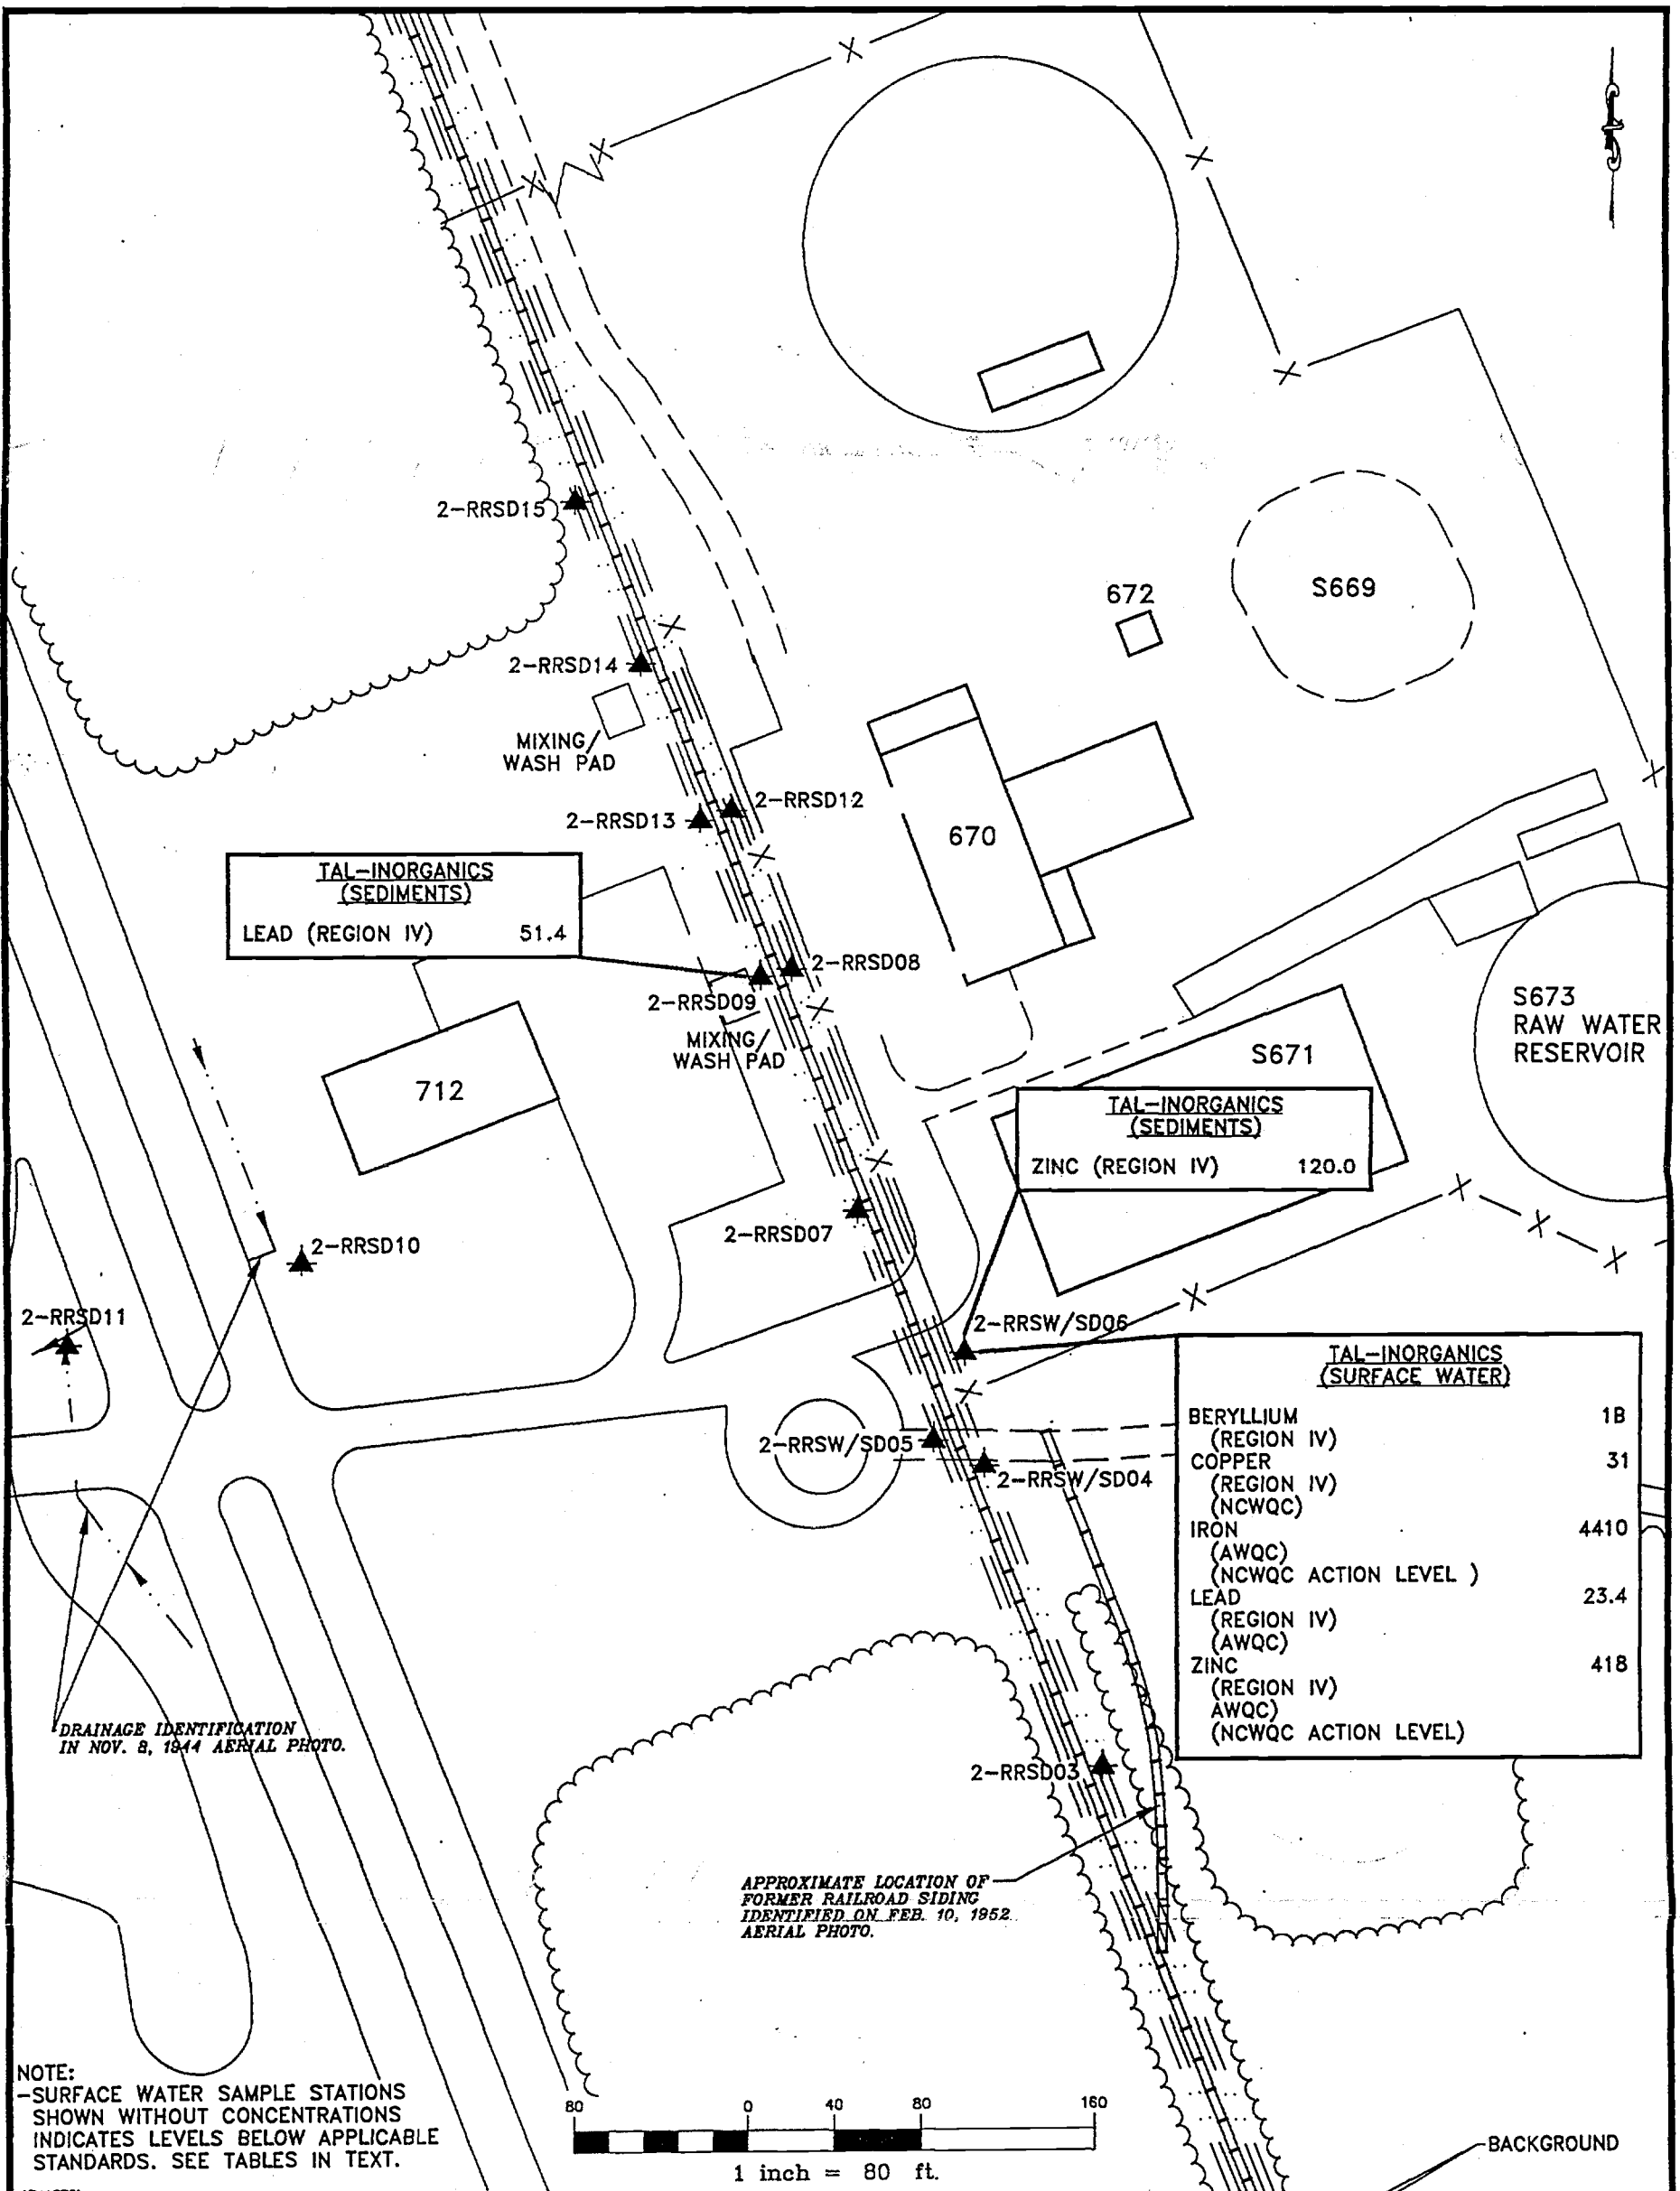 2-RRSD15
672
S669
2-RRSD14
MIXING/
WASH PAD
2-RRSD12
2-RRSD13
670
TAL-INORGANICS
(SEDIMENTS)
LEAD (REGION IV) 51.4
2-RRSD08
2-RRSD09
MIXING/
WASH PAD
S673
RAW WATER
RESERVOIR
S671
712
TAL-INORGANICS
(SEDIMENTS)
ZINC (REGION IV) 120.0
2-RRSD07
2-RRSD10
2-RRSD11
2-RRSW/SD06
TAL-INORGANICS
(SURFACE WATER)
BERYLLIUM 1B
(REGION IV)
COPPER 31
(REGION IV)
(NCWQC)
IRON 4410
(AWQC)
(NCWQC ACTION LEVEL )
LEAD 23.4
(REGION IV)
(AWQC)
ZINC 418
(REGION IV)
AWQC)
(NCWQC ACTION LEVEL)
2-RRSW/SD05
2-RRSW/SD04
DRAINAGE IDENTIFICATION
IN NOV. 8, 1944 AERIAL PHOTO.
2-RRSD03
APPROXIMATE LOCATION OF
FORMER RAILROAD SIDING
IDENTIFIED ON FEB. 10, 1952
AERIAL PHOTO.
NOTE:
-SURFACE WATER SAMPLE STATIONS
SHOWN WITHOUT CONCENTRATIONS
INDICATES LEVELS BELOW APPLICABLE
STANDARDS. SEE TABLES IN TEXT.
80 0 40 80 160
1 inch = 80 ft.
BACKGROUND